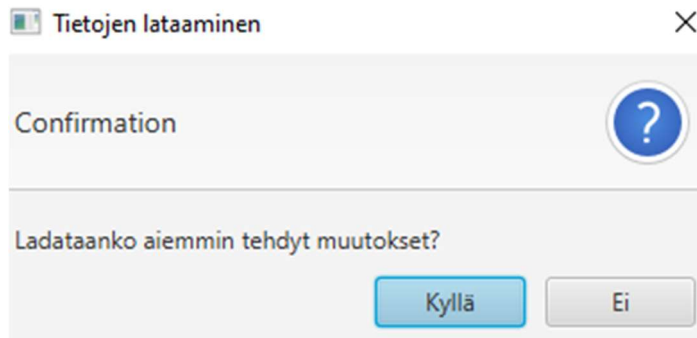 Tietojen lataaminen
Confirmation
Ladataanko aiemmin tehdyt muutokset?
Kyllä Ei